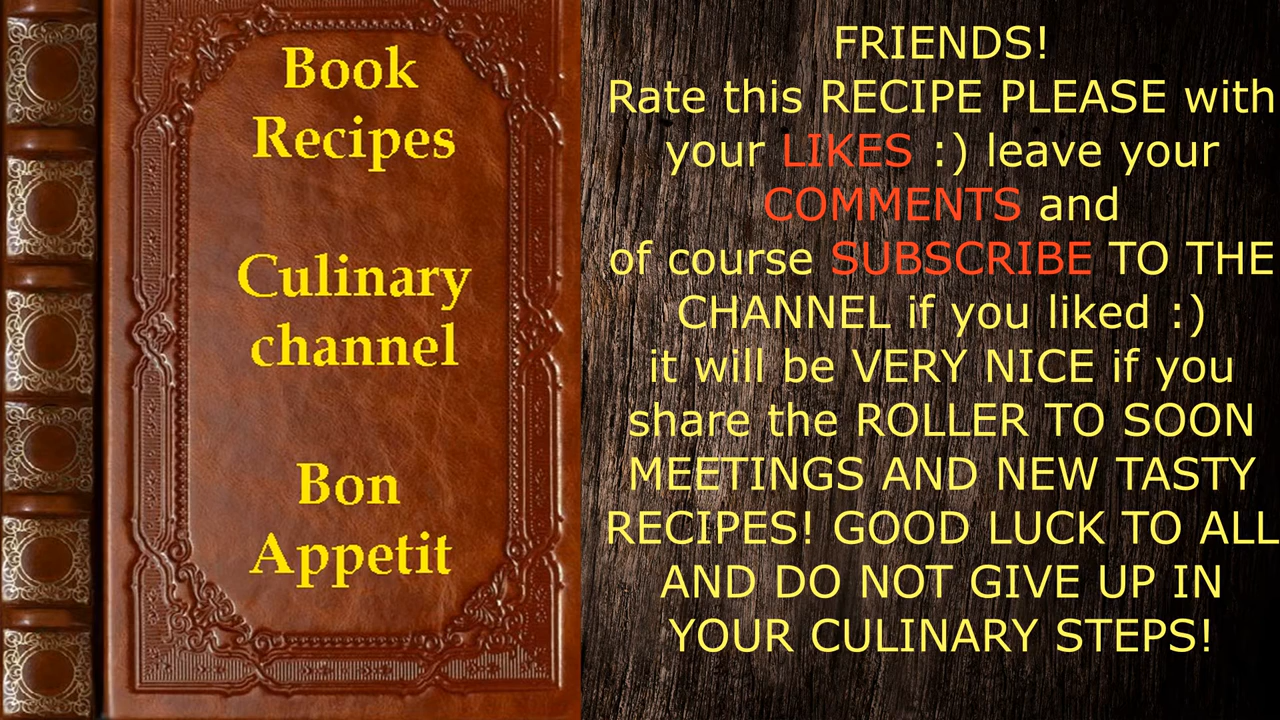 Book
Recipes
Culinary
channel
Bon
Appetit
FRIENDS!
Rate this RECIPE PLEASE with
your LIKES :) leave your
COMMENTS and
of course SUBSCRIBE TO THE
CHANNEL if you liked :)
it will be VERY NICE if you
share the ROLLER TO SOON
MEETINGS AND NEW TASTY
RECIPES! GOOD LUCK TO ALL
AND DO NOT GIVE UP IN
YOUR CULINARY STEPS!